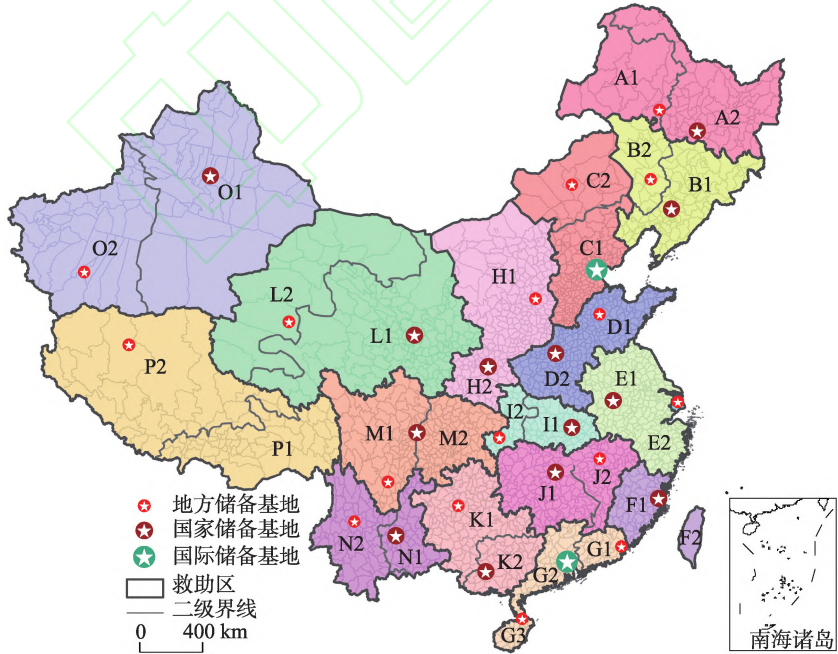 A1
A2
B2
B1
C2
C1
O1
O2
H1
L2
L1
D1
D2
P2
H2
E1
I2
I1
M1
M2
E2
P1
J2
J1
F1
K1
N2
N1
K2
G2
G1
F2
G3
地方储备基地
国家储备基地
国际储备基地
救助区
二级界线
0 400 km
南海诸岛